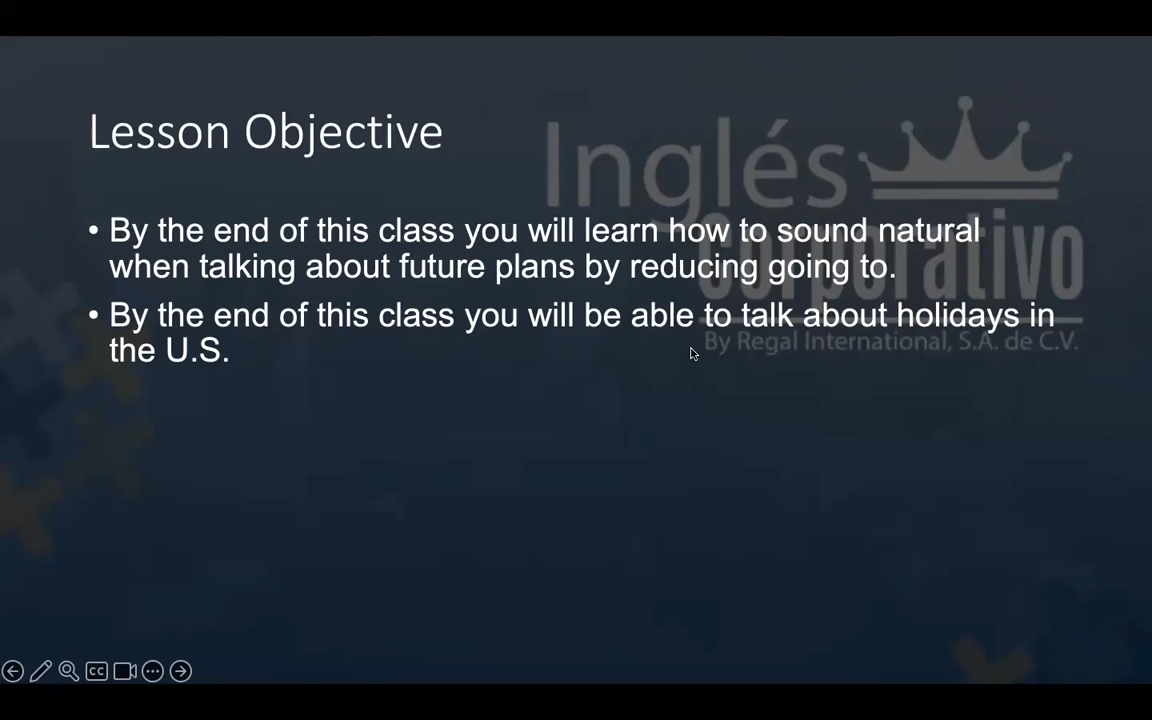 Lesson Objective
Inglés
corporativo
By Regal International, S.A. de C.V.
• By the end of this class you will learn how to sound natural
when talking about future plans by reducing going to.
• By the end of this class you will be able to talk about holidays in
the U.S.
CC